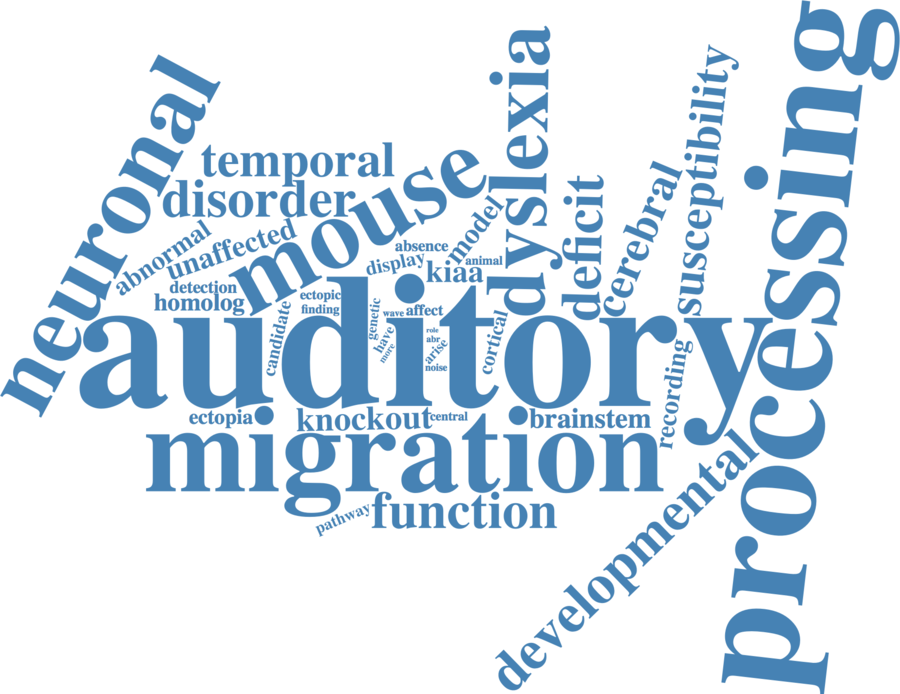 neuronal
temporal
disorder
mouse
dyslexia
deficit
cerebral
susceptibility
processing
abnormal
unaffected
absence
model
display
kiaa
animal
detection
homolog
candidate
ectopic
finding
genetic
wave
affect
have
more
role
abr
arise
noise
cortical
auditory
recording
ectopia
knockout
central
brainstem
migration
pathway
function
developmental